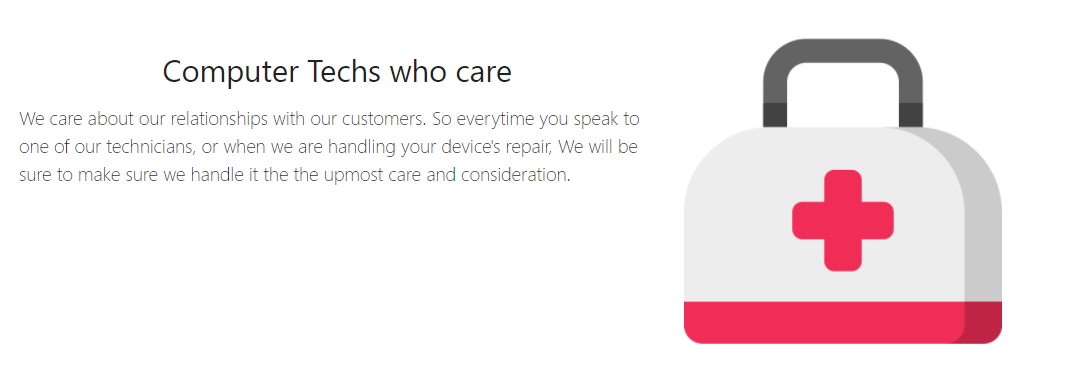 Computer Techs who care
We care about our relationships with our customers. So everytime you speak to
one of our technicians, or when we are handling your device's repair, We will be
sure to make sure we handle it the the upmost care and consideration.